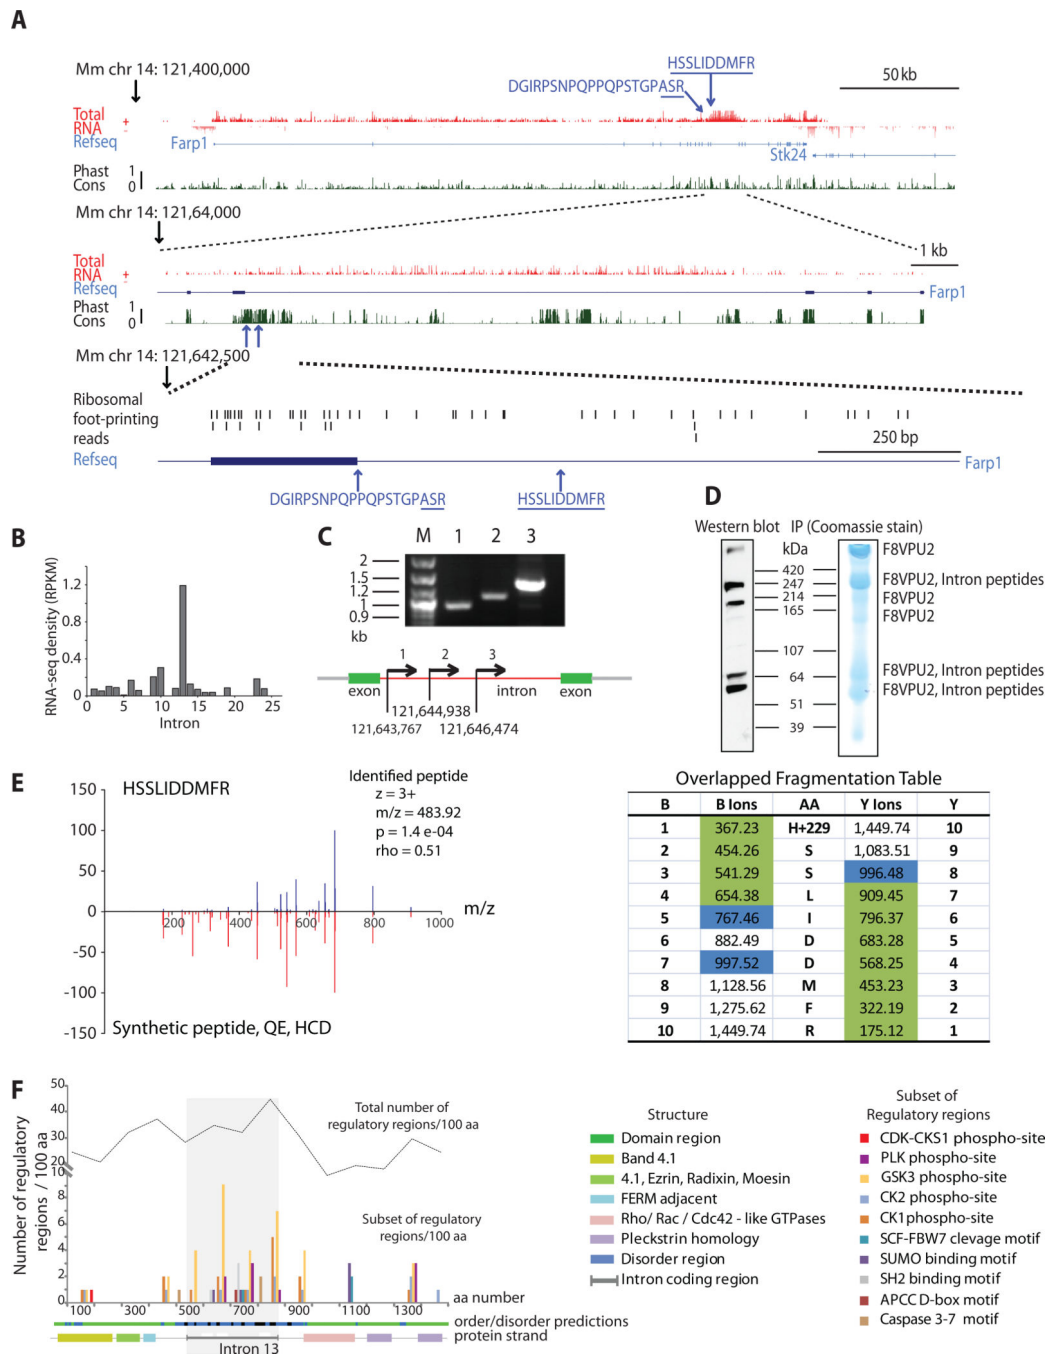 A
Mm chr 14: 121,400,000
HSSLIDDMFR
DGIRPSNPQPPQPSTGPASR
50 kb
Total
RNA
+
-
Refseq
Farp1
Stk24
Phast
Cons
1
0
Mm chr 14: 121,64,000
1 kb
Total
RNA
+
-
Refseq
Farp1
Phast
Cons
1
0
Mm chr 14: 121,642,500
Ribosomal
foot-printing
reads
250 bp
Refseq
Farp1
DGIRPSNPQPPQPSTGPASR
HSSLIDDMFR
B
RNA-seq density (RPKM)
1.2
0.8
0.4
0
0 5 10 15 20 25
Intron
C
M 1 2 3
2
1.5
1.2
1
0.9
kb
1 2 3
exon intron exon
121,644,938
121,643,767 121,646,474
D
Western blot IP (Coomassie stain)
kDa
420
247
214
165
107
64
51
39
F8VPU2
F8VPU2, Intron peptides
F8VPU2
F8VPU2
F8VPU2, Intron peptides
F8VPU2, Intron peptides
E
HSSLIDDMFR
Identified peptide
z = 3+
m/z = 483.92
p = 1.4 e-04
rho = 0.51
150
100
50
0
-50
-100
-150
200 400 600 800 1000
m/z
Synthetic peptide, QE, HCD
Overlapped Fragmentation Table
B B Ions AA Y Ions Y
1 367.23 H+229 1,449.74 10
2 454.26 S 1,083.51 9
3 541.29 S 996.48 8
4 654.38 L 909.45 7
5 767.46 I 796.37 6
6 882.49 D 683.28 5
7 997.52 D 568.25 4
8 1,128.56 M 453.23 3
9 1,275.62 F 322.19 2
10 1,449.74 R 175.12 1
F
Number of regulatory
regions / 100 aa
50
40
30
20
10
8
6
4
2
0
Total number of
regulatory regions/100 aa
Subset of regulatory
regions/100 aa
100 300 500 700 900 1100 1300
aa number
order/disorder predictions
protein strand
Intron 13
Structure
Domain region
Band 4.1
4.1, Ezrin, Radixin, Moesin
FERM adjacent
Rho/ Rac / Cdc42 - like GTPases
Pleckstrin homology
Disorder region
Intron coding region
Subset of
Regulatory regions
CDK-CKS1 phospho-site
PLK phospho-site
GSK3 phospho-site
CK2 phospho-site
CK1phospho-site
SCF-FBW7 clevage motif
SUMO binding motif
SH2 binding motif
APCC D-box motif
Caspase 3-7 motif